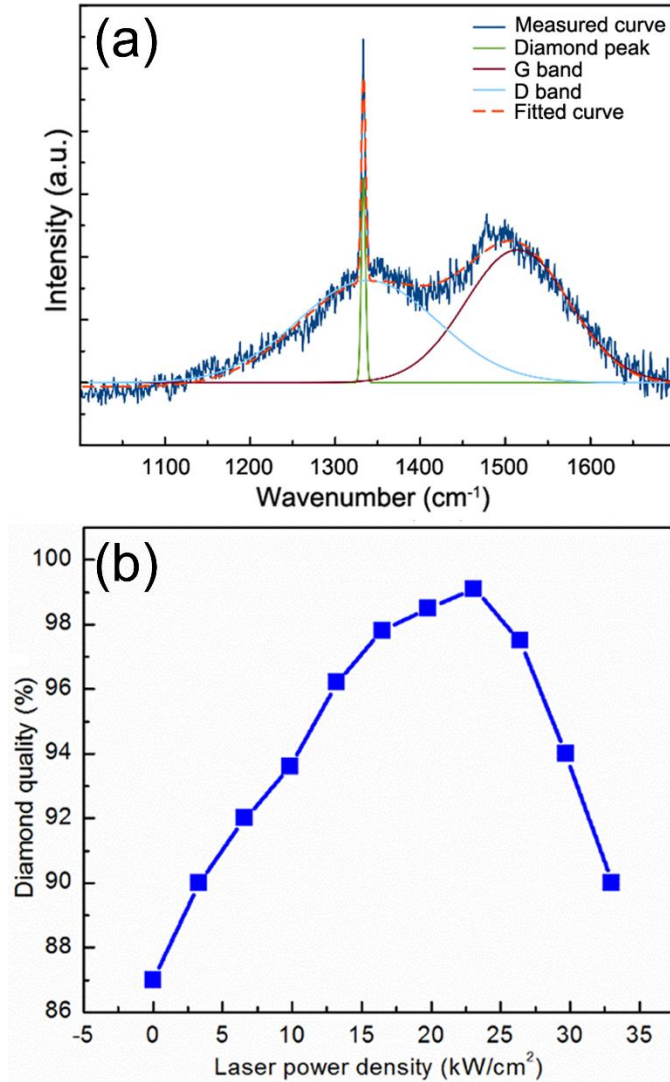 (a)
Measured curve
Diamond peak
G band
D band
Fitted curve
Intensity (a.u.)
1100 1200 1300 1400 1500 1600
Wavenumber (cm⁻¹)
(b)
100
98
96
94
92
90
88
86
Diamond quality (%)
-5 0 5 10 15 20 25 30 35
Laser power density (kW/cm²)